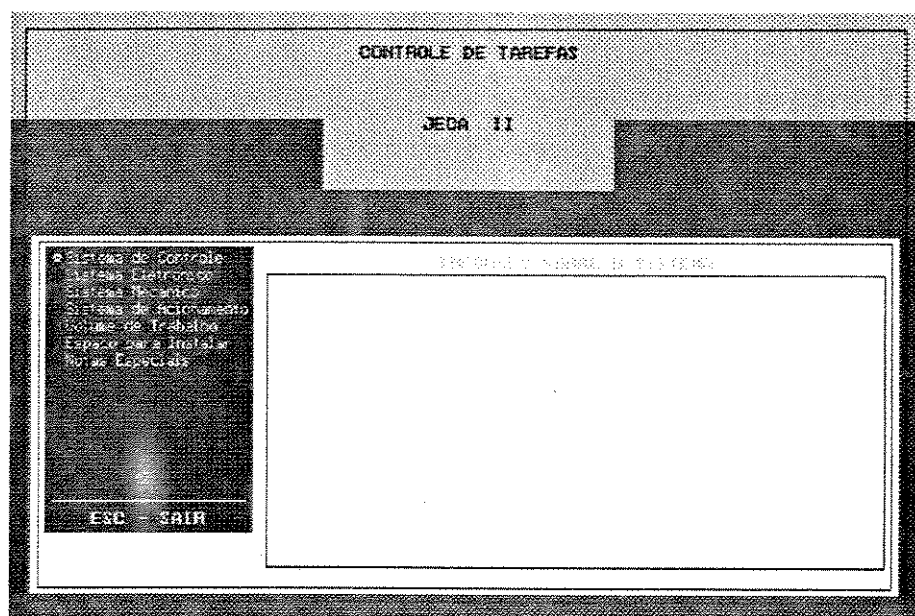 CONTROLE DE TAREFAS
JECA II
Sistema de Controle
Sistema Eletronico
Sistema Mecanico
Sistema de Acionamento
Volume de Trabalho
Espaco para Instalar
Notas Especiais
ESC - SAIR